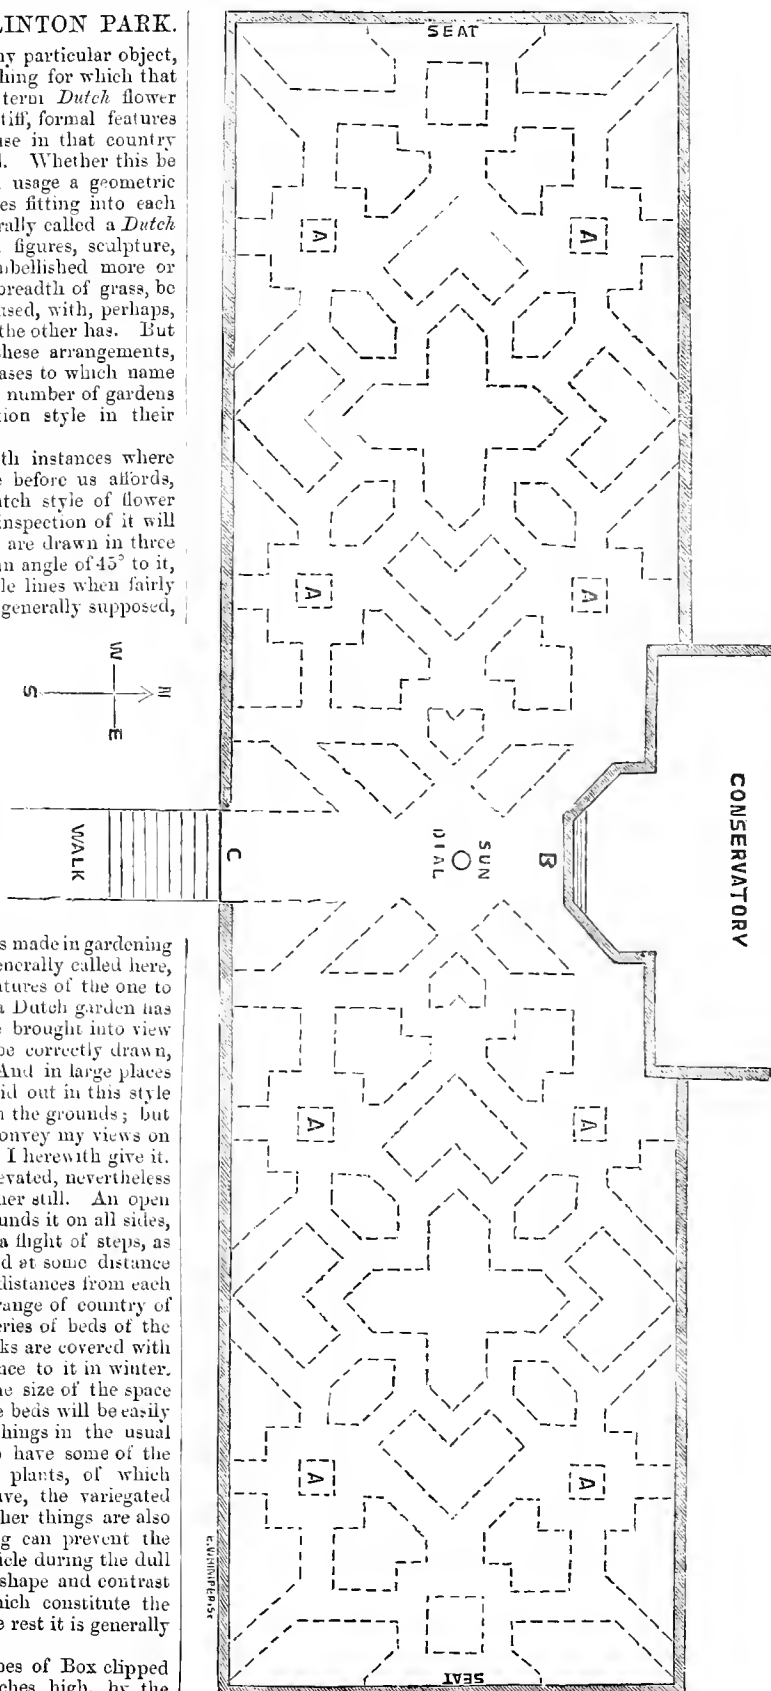 LINTON PARK.
ny particular object,
hing for which that
term Dutch flower
tiff, formal features
use in that country
l. Whether this be
usage a geometric
es fitting into each
rally called a Dutch
figures, sculpture,
nbellished more or
breadth of grass, be
used, with, perhaps,
the other has. But
hese arrangements,
ases to which name
number of gardens
tion style in their
th instances where
e before us affords,
utch style of flower
inspection of it will
are drawn in three
an angle of 45° to it,
le lines when fairly
generally supposed,
W
S N
E
s made in gardening
enerally called here,
atures of the one to
a Dutch garden has
e brought into view
be correctly drawn,
And in large places
id out in this style
n the grounds; but
onvey my views on
I herewith give it.
evated, nevertheless
her still. An open
unds it on all sides,
a flight of steps, as
d at some distance
distances from each
range of country of
eries of beds of the
ks are covered with
nce to it in winter.
he size of the space
e beds will be easily
hings in the usual
o have some of the
plants, of which
ave, the variegated
her things are also
g can prevent the
icle during the dull
shape and contrast
hich constitute the
e rest it is generally
bes of Box clipped
ches high, by the
SEAT
A A
A A
WALK
C
SUN
DIAL
B
CONSERVATORY
A A
A A
SEAT